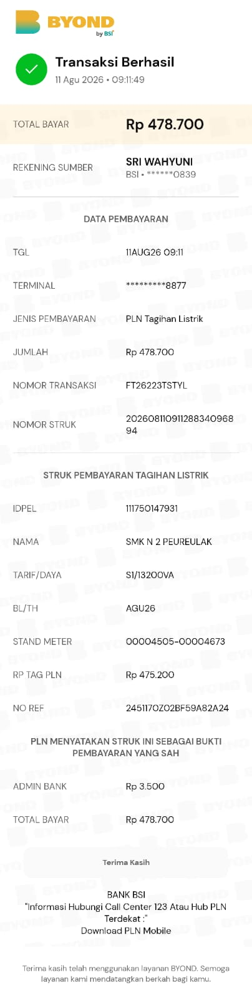 BYOND
by BSI
Transaksi Berhasil
11 Agu 2026 • 09:11:49
TOTAL BAYAR Rp 478.700
REKENING SUMBER SRI WAHYUNI
BSI • ******0839
DATA PEMBAYARAN
TGL 11AUG26 09:11
TERMINAL *********8877
JENIS PEMBAYARAN PLN Tagihan Listrik
JUMLAH Rp 478.700
NOMOR TRANSAKSI FT26223TSTYL
NOMOR STRUK 202608110911288340968
94
STRUK PEMBAYARAN TAGIHAN LISTRIK
IDPEL 111750147931
NAMA SMK N 2 PEUREULAK
TARIF/DAYA S1/13200VA
BL/TH AGU26
STAND METER 00004505-00004673
RP TAG PLN Rp 475.200
NO REF 2451170Z02BF59A82A24
PLN MENYATAKAN STRUK INI SEBAGAI BUKTI
PEMBAYARAN YANG SAH
ADMIN BANK Rp 3.500
TOTAL BAYAR Rp 478.700
Terima Kasih
BANK BSI
"Informasi Hubungi Call Center 123 Atau Hub PLN
Terdekat :"
Download PLN Mobile
Terima kasih telah menggunakan layanan BYOND. Semoga
layanan kami mendatangkan berkah bagi kamu.